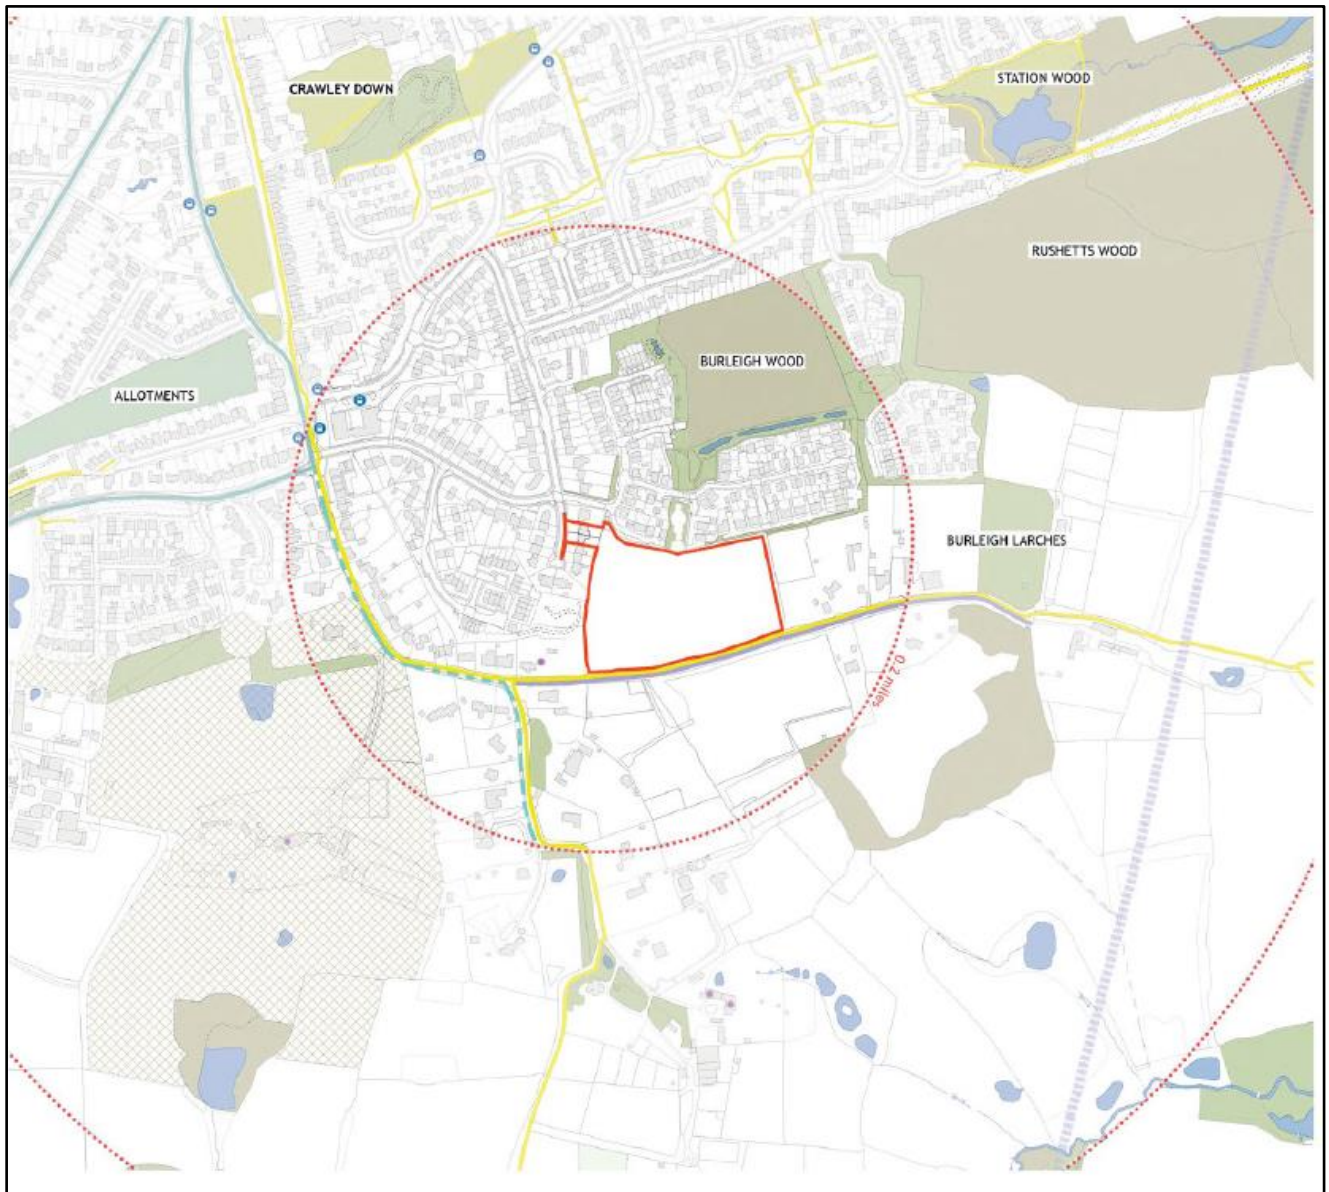 STATION WOOD
CRAWLEY DOWN
RUSHETTS WOOD
BURLEIGH WOOD
ALLOTMENTS
BURLEIGH LARCHES
0.2 miles